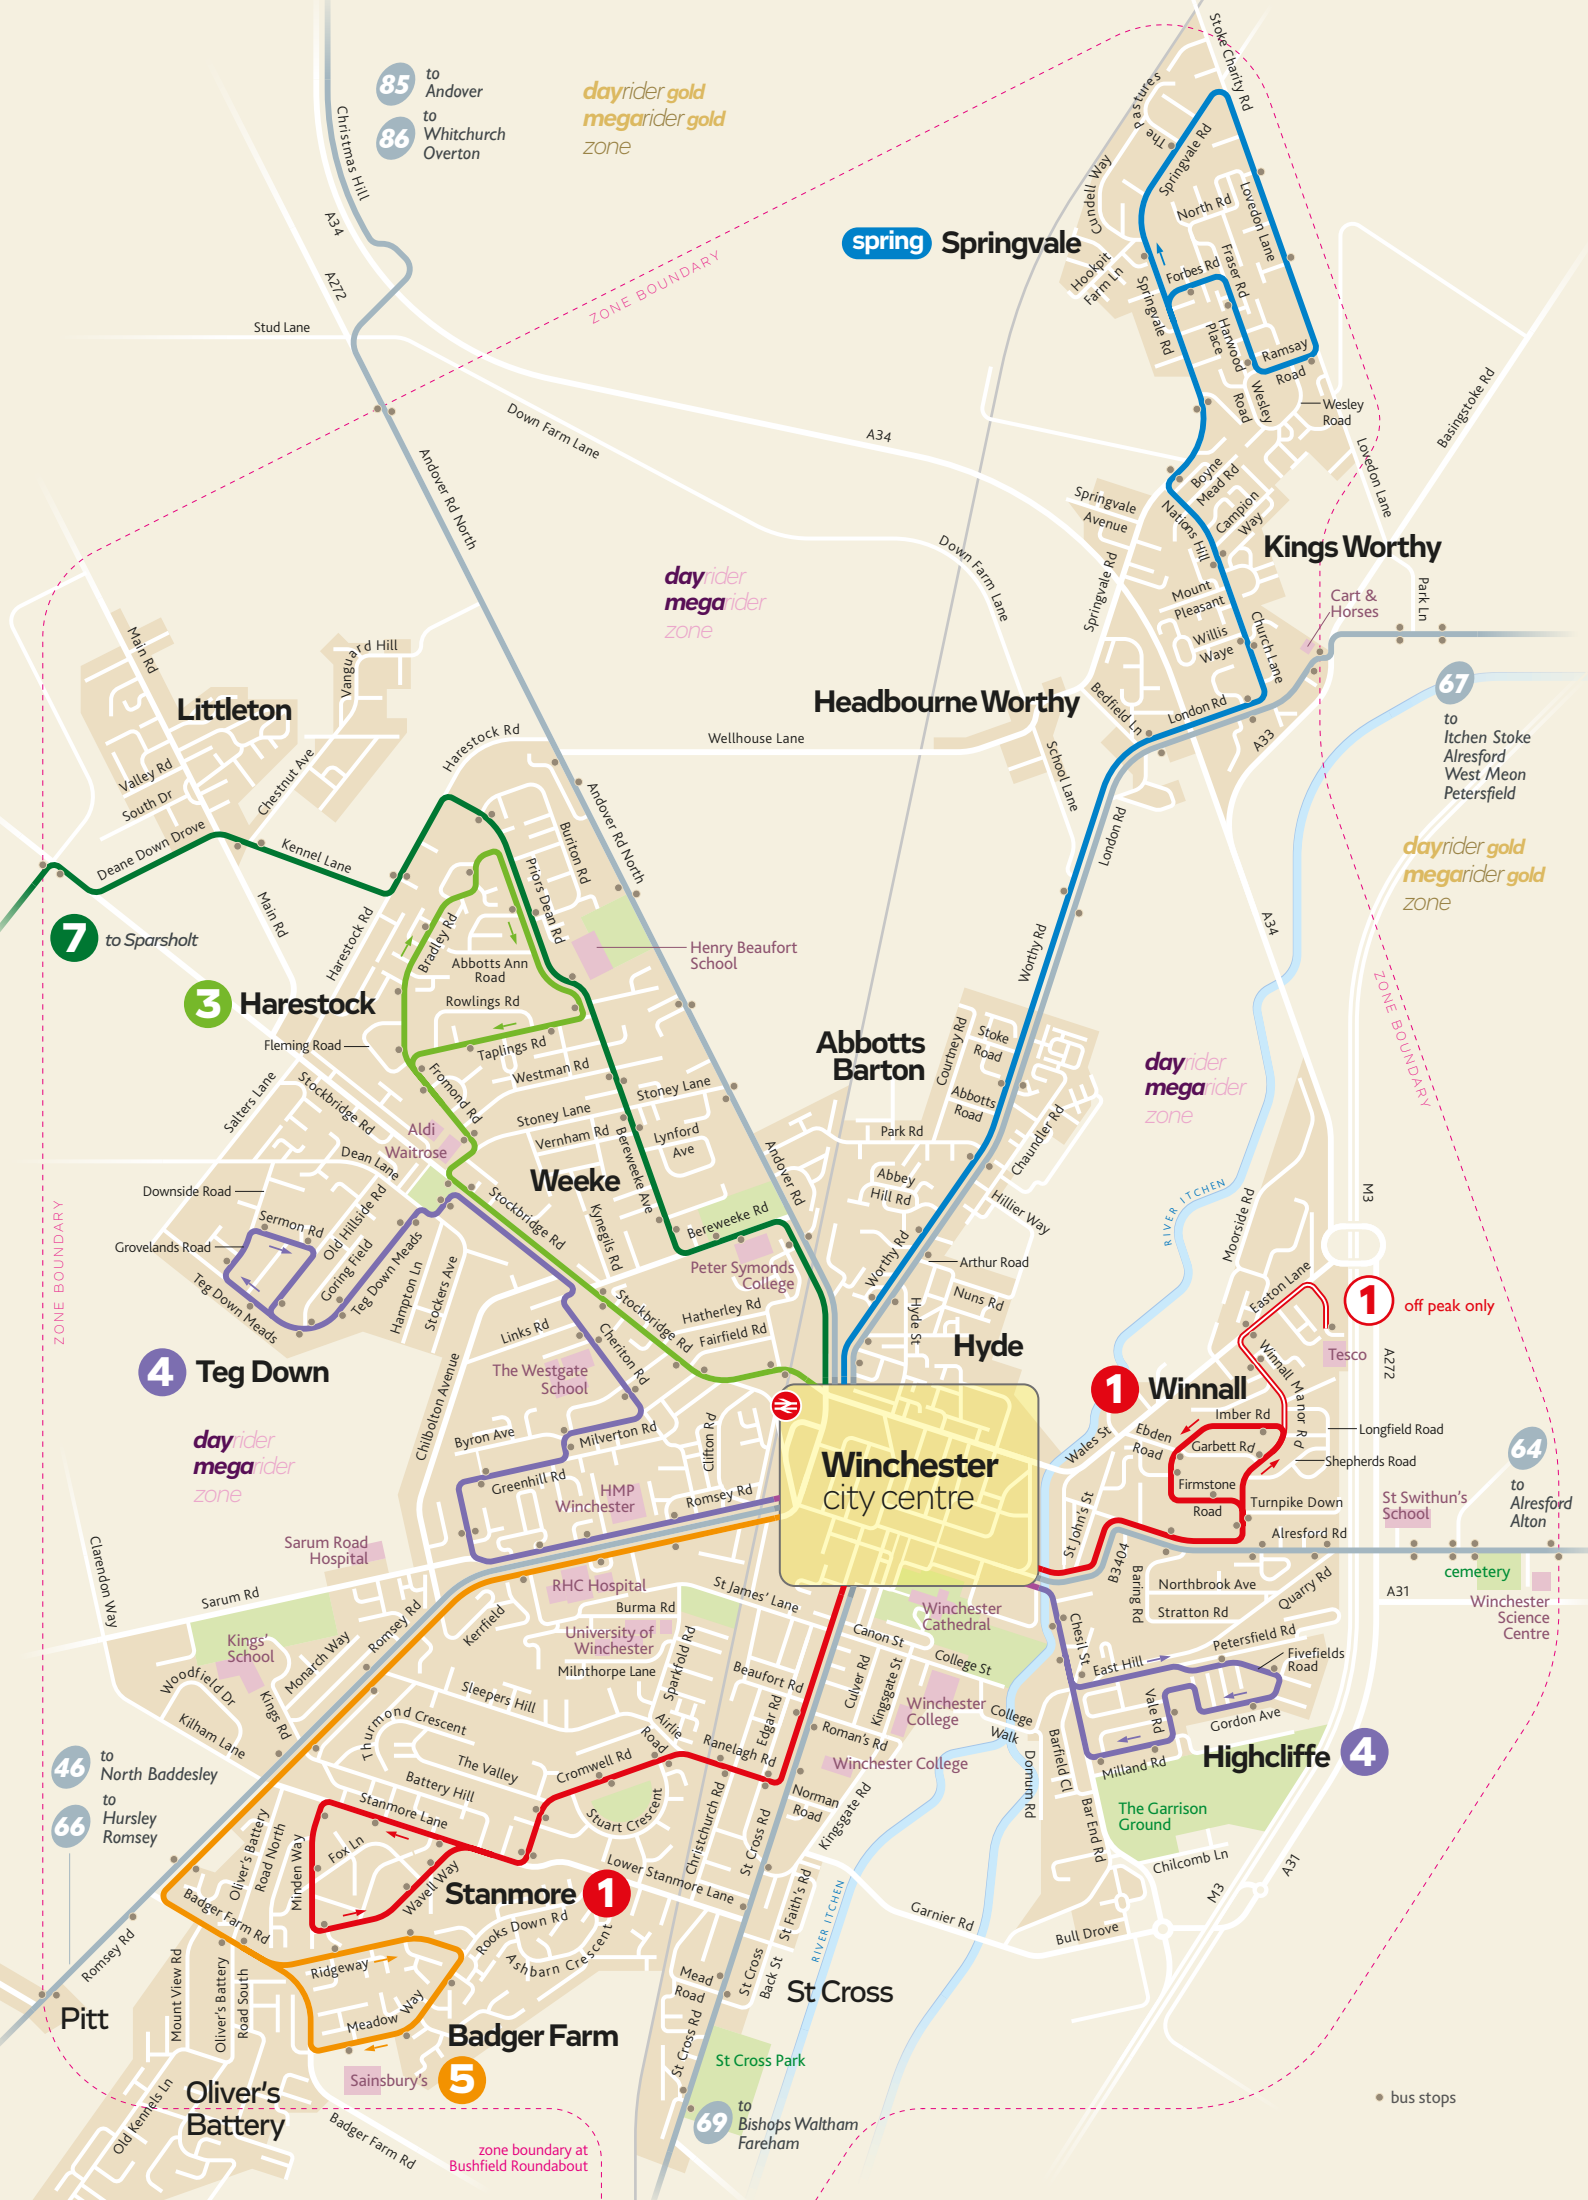 85
to
Andover
86
to
Whitchurch
Overton
dayrider gold
megarider gold
zone
Stoke Charity Rd
The Pastures
Springvale Rd
Cundell Way
North Rd
Lovedon Lane
Christmas Hill
A34
A272
Stud Lane
ZONE BOUNDARY
spring Springvale
Hookpit
Farm Ln
Forbes Rd
Fraser Rd
Springvale Rd
Harwood
Place
Ramsay
Road
Wesley
Road
Wesley
Road
Basingstoke Rd
Down Farm Lane
A34
Andover Rd North
Lovedon Lane
Boyne
Mead Rd
Springvale
Avenue
Nations Hill
Campion
Way
Kings Worthy
Down Farm Lane
Springvale Rd
Mount
Pleasant
Willis
Waye
Church Lane
Cart &
Horses
Park Ln
dayrider
megarider
zone
Main Rd
Vanguard Hill
Littleton
Headbourne Worthy
Bedfield Ln
London Rd
A33
67
to
Itchen Stoke
Alresford
West Meon
Petersfield
Harestock Rd
Wellhouse Lane
School Lane
Valley Rd
South Dr
Chestnut Ave
Andover Rd North
London Rd
Deane Down Drove
Kennel Lane
Buriton Rd
Priors Dean Rd
dayrider gold
megarider gold
zone
7 to Sparsholt
Main Rd
Harestock Rd
Bradley Rd
Abbotts Ann
Road
Henry Beaufort
School
Worthy Rd
A34
3 Harestock
Rowlings Rd
ZONE BOUNDARY
Fleming Road
Taplings Rd
Westman Rd
Abbotts
Barton
Courtney Rd
Stoke
Road
Abbotts
Road
dayrider
megarider
zone
Salters Lane
Stockbridge Rd
Fromond Rd
Stoney Lane
Stoney Lane
Vernham Rd
Bereweke Ave
Lynford
Ave
Aldi
Waitrose
Dean Lane
Park Rd
Chaundler Rd
Weeke
Andover Rd
Abbey
Hill Rd
Hillier Way
Downside Road
Sermon Rd
Old Hillside Rd
Grovelands Road
Goring Field
Teg Down Meads
Teg Down Meads
Hampton Ln
Stockers Ave
Stockbridge Rd
Kynegils Rd
Bereweeke Rd
Peter Symonds
College
Worthy Rd
Arthur Road
RIVER ITCHEN
Moorside Rd
M3
ZONE BOUNDARY
Easton Lane
1 off peak only
Hatherley Rd
Fairfield Rd
Nuns Rd
Hyde St
Hyde
Stockbridge Rd
Links Rd
The Westgate
School
Cheriton Rd
Winnall Manor Rd
Tesco
A272
4 Teg Down
1 Winnall
Chilbolton Avenue
Imber Rd
Ebden
Road
Garbett Rd
Longfield Road
Shepherds Road
64
to
Alresford
Alton
dayrider
megarider
zone
Byron Ave
Milverton Rd
Clifton Rd
Wales St
Winchester
city centre
Greenhill Rd
HMP
Winchester
Romsey Rd
Firmstone
Road
Turnpike Down
St Swithun's
School
St John's St
B3404
Alresford Rd
Clarendon Way
Sarum Road
Hospital
Sarum Rd
RHC Hospital
Burma Rd
St James' Lane
Winchester
Cathedral
Baring Rd
Northbrook Ave
Stratton Rd
Quarry Rd
A31
cemetery
Winchester
Science
Centre
Kings'
School
Romsey Rd
Kerrfield
University of
Winchester
Milnthorpe Lane
Sparkfold Rd
Canon St
College St
Chesil St
East Hill
Petersfield Rd
Fivefields
Road
Woodfield Dr
Monarch Way
Kings Rd
Kilham Lane
Sleepers Hill
Beaufort Rd
Culver Rd
Kingsgate St
Winchester
College
College
Walk
Vale Rd
Gordon Ave
Thurmond Crescent
Airlie
Road
Edgar Rd
Ranelagh Rd
Roman's Rd
Winchester College
Domum Rd
Barfield Cl
Milland Rd
Highcliffe 4
46
to
North Baddesley
66
to
Hursley
Romsey
The Valley
Cromwell Rd
Battery Hill
Stanmore Lane
Stuart Crescent
Christchurch Rd
Norman
Road
Kingsgate Rd
Bar End Rd
The Garrison
Ground
Chilcomb Ln
Oliver's Battery
Road North
Minden Way
Fox Ln
Wavell Way
St Cross Rd
Lower Stanmore Lane
Stanmore 1
M3
A31
Badger Farm Rd
Rooks Down Rd
Ashbarn Crescent
St Faith's Rd
RIVER ITCHEN
Garnier Rd
Bull Drove
Romsey Rd
Ridgeway
Mead
Road
St Cross
Back St
St Cross
Pitt
Mount View Rd
Oliver's Battery
Road South
Meadow Way
Badger Farm
5
St Cross Rd
St Cross Park
Sainsbury's
Oliver's
Battery
Old Kennels Ln
Badger Farm Rd
69
to
Bishops Waltham
Fareham
bus stops
zone boundary at
Bushfield Roundabout